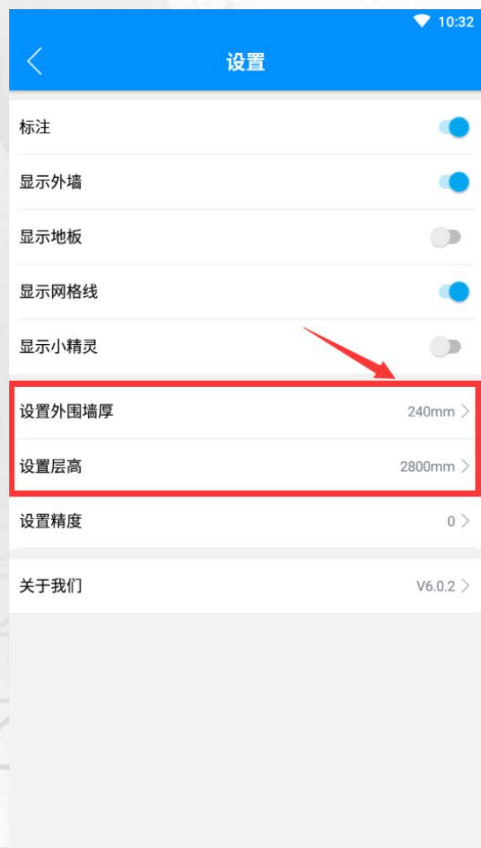 10:32
设置
标注
显示外墙
显示地板
显示网格线
显示小精灵
设置外围墙厚 240mm
设置层高 2800mm
设置精度 0
关于我们 V6.0.2